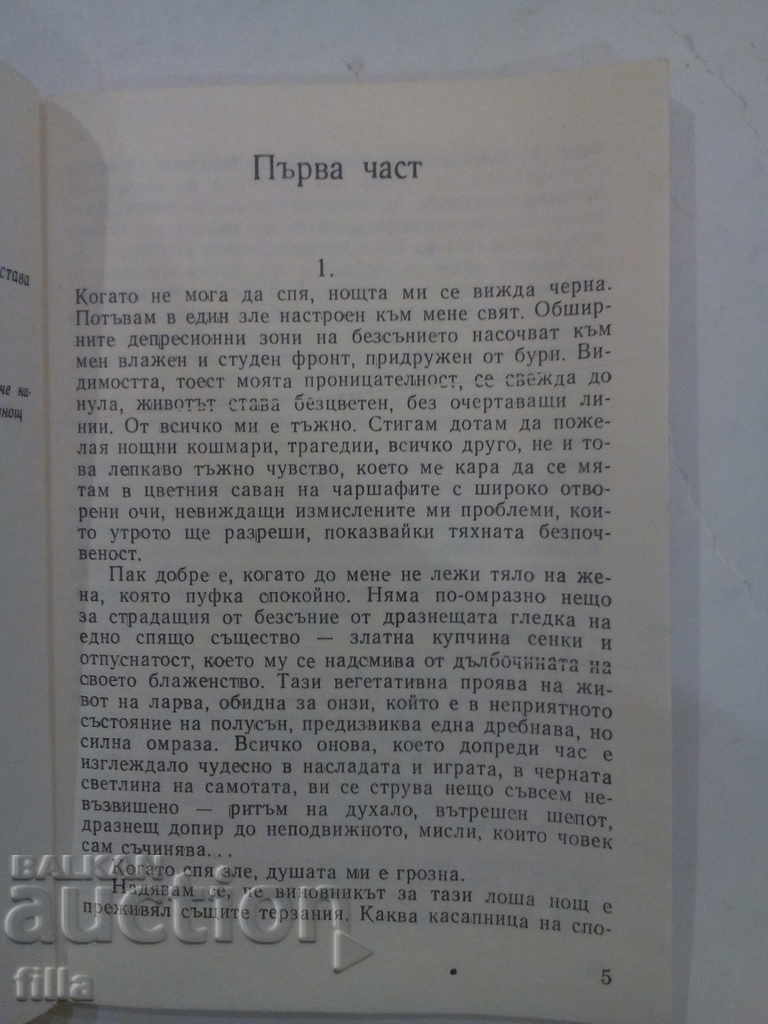 става
че на-
нощ
Първа част
1.
Когато не мога да спя, нощта ми се вижда черна.
Потъвам в един зле настроен към мене свят. Обшир-
ните депресионни зони на безсънието насочват към
мен влажен и студен фронт, придружен от бури. Ви-
димостта, тоест моята проницателност, се свежда до
нула, животът става безцветен, без очертаващи ли-
нии. От всичко ми е тъжно. Стигам дотам да поже-
лая нощни кошмари, трагедии, всичко друго, не и то-
ва лепкаво тъжно чувство, което ме кара да се мя-
там в цветния саван на чаршафите с широко отво-
рени очи, невиждащи измислените ми проблеми, кои-
то утрото ще разреши, показвайки тяхната безпоч-
веност.
Пак добре е, когато до мене не лежи тяло на же-
на, която пуфка спокойно. Няма по-омразно нещо
за страдащия от безсъние от дразнещата гледка на
едно спящо същество — златна купчина сенки и
отпуснатост, което му се надсмива от дълбочината на
своето блаженство. Тази вегетативна проява на жи-
вот на ларва, обидна за онзи, който е в неприятното
състояние на полусън, предизвиква една дребнава, но
силна омраза. Всичко онова, което допреди час е
изглеждало чудесно в насладата и играта, в черната
светлина на самотата, ви се струва нещо съвсем не-
възвишено — ритъм на духало, вътрешен шепот,
дразнещ допир до неподвижното, мисли, които човек
сам съчинява...
Когато спя зле, душата ми е грозна.
Надявам се, че виновникът за тази лоша нощ е
преживял същите терзания. Каква касапница на спо-
5
BALKAN
auction
filla